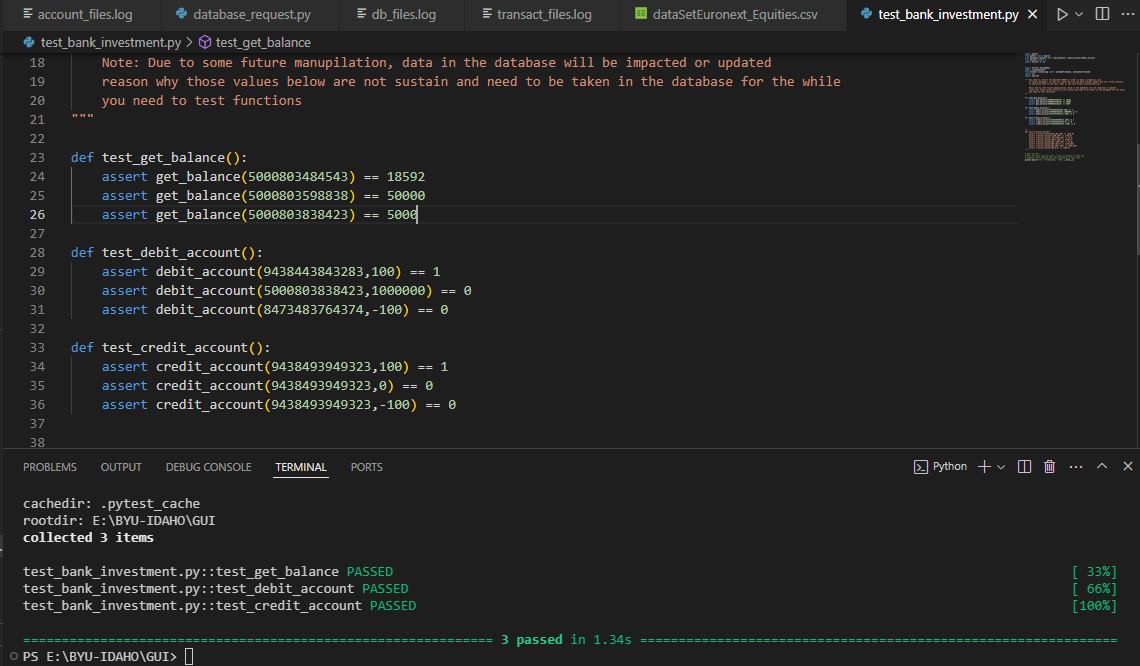 account_files.log database_request.py db_files.log transact_files.log dataSetEuronext_Equities.csv test_bank_investment.py
test_bank_investment.py > test_get_balance
18 Note: Due to some future manupilation, data in the database will be impacted or updated
19 reason why those values below are not sustain and need to be taken in the database for the while
20 you need to test functions
21 """
22
23 def test_get_balance():
24 assert get_balance(5000803484543) == 18592
25 assert get_balance(5000803598838) == 50000
26 assert get_balance(5000803838423) == 5000
27
28 def test_debit_account():
29 assert debit_account(9438443843283,100) == 1
30 assert debit_account(5000803838423,1000000) == 0
31 assert debit_account(8473483764374,-100) == 0
32
33 def test_credit_account():
34 assert credit_account(9438493949323,100) == 1
35 assert credit_account(9438493949323,0) == 0
36 assert credit_account(9438493949323,-100) == 0
37
38
PROBLEMS OUTPUT DEBUG CONSOLE TERMINAL PORTS Python
cachedir: .pytest_cache
rootdir: E:\BYU-IDAHO\GUI
collected 3 items
test_bank_investment.py::test_get_balance PASSED [ 33%]
test_bank_investment.py::test_debit_account PASSED [ 66%]
test_bank_investment.py::test_credit_account PASSED [100%]
============================================================= 3 passed in 1.34s =============================================================
PS E:\BYU-IDAHO\GUI>